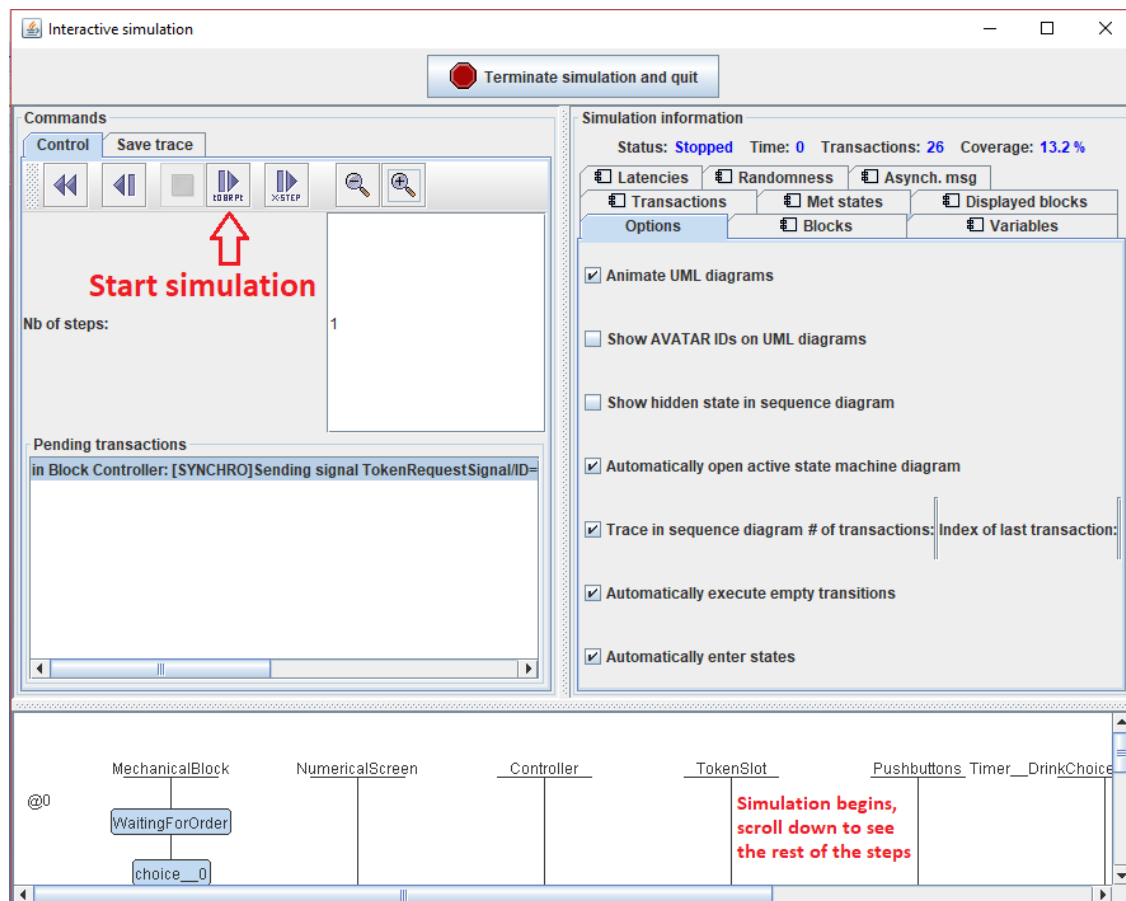 Interactive simulation
Terminate simulation and quit
Commands
Control Save trace
tOBRPt X-STEP
Start simulation
Nb of steps:
1
Pending transactions
in Block Controller: [SYNCHRO]Sending signal TokenRequestSignal/ID=
Simulation information
Status: Stopped Time: 0 Transactions: 26 Coverage: 13.2 %
Latencies Randomness Asynch. msg
Transactions Met states Displayed blocks
Options Blocks Variables
Animate UML diagrams
Show AVATAR IDs on UML diagrams
Show hidden state in sequence diagram
Automatically open active state machine diagram
Trace in sequence diagram # of transactions: Index of last transaction:
Automatically execute empty transitions
Automatically enter states
MechanicalBlock NumericalScreen Controller TokenSlot Pushbuttons Timer__DrinkChoice
@0
WaitingForOrder
choice__0
Simulation begins,
scroll down to see
the rest of the steps